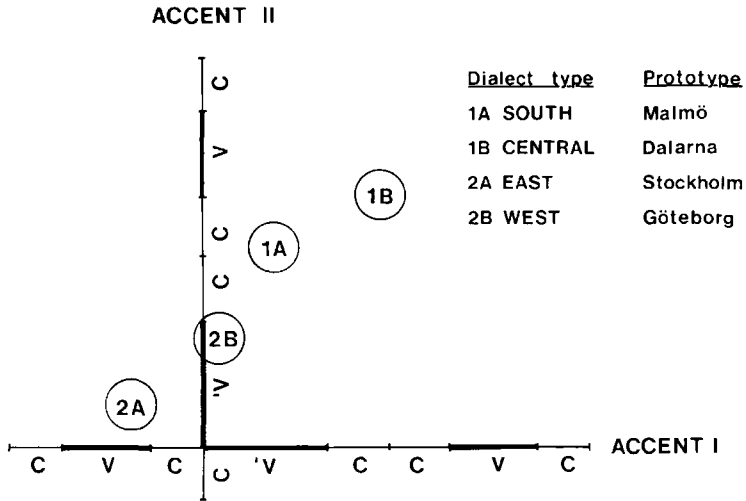 ACCENT II
C
V
C
C
'V
C
1B
1A
2B
2A
Dialect type Prototype
1A SOUTH Malmö
1B CENTRAL Dalarna
2A EAST Stockholm
2B WEST Göteborg
C V C 'V C C V C
ACCENT I